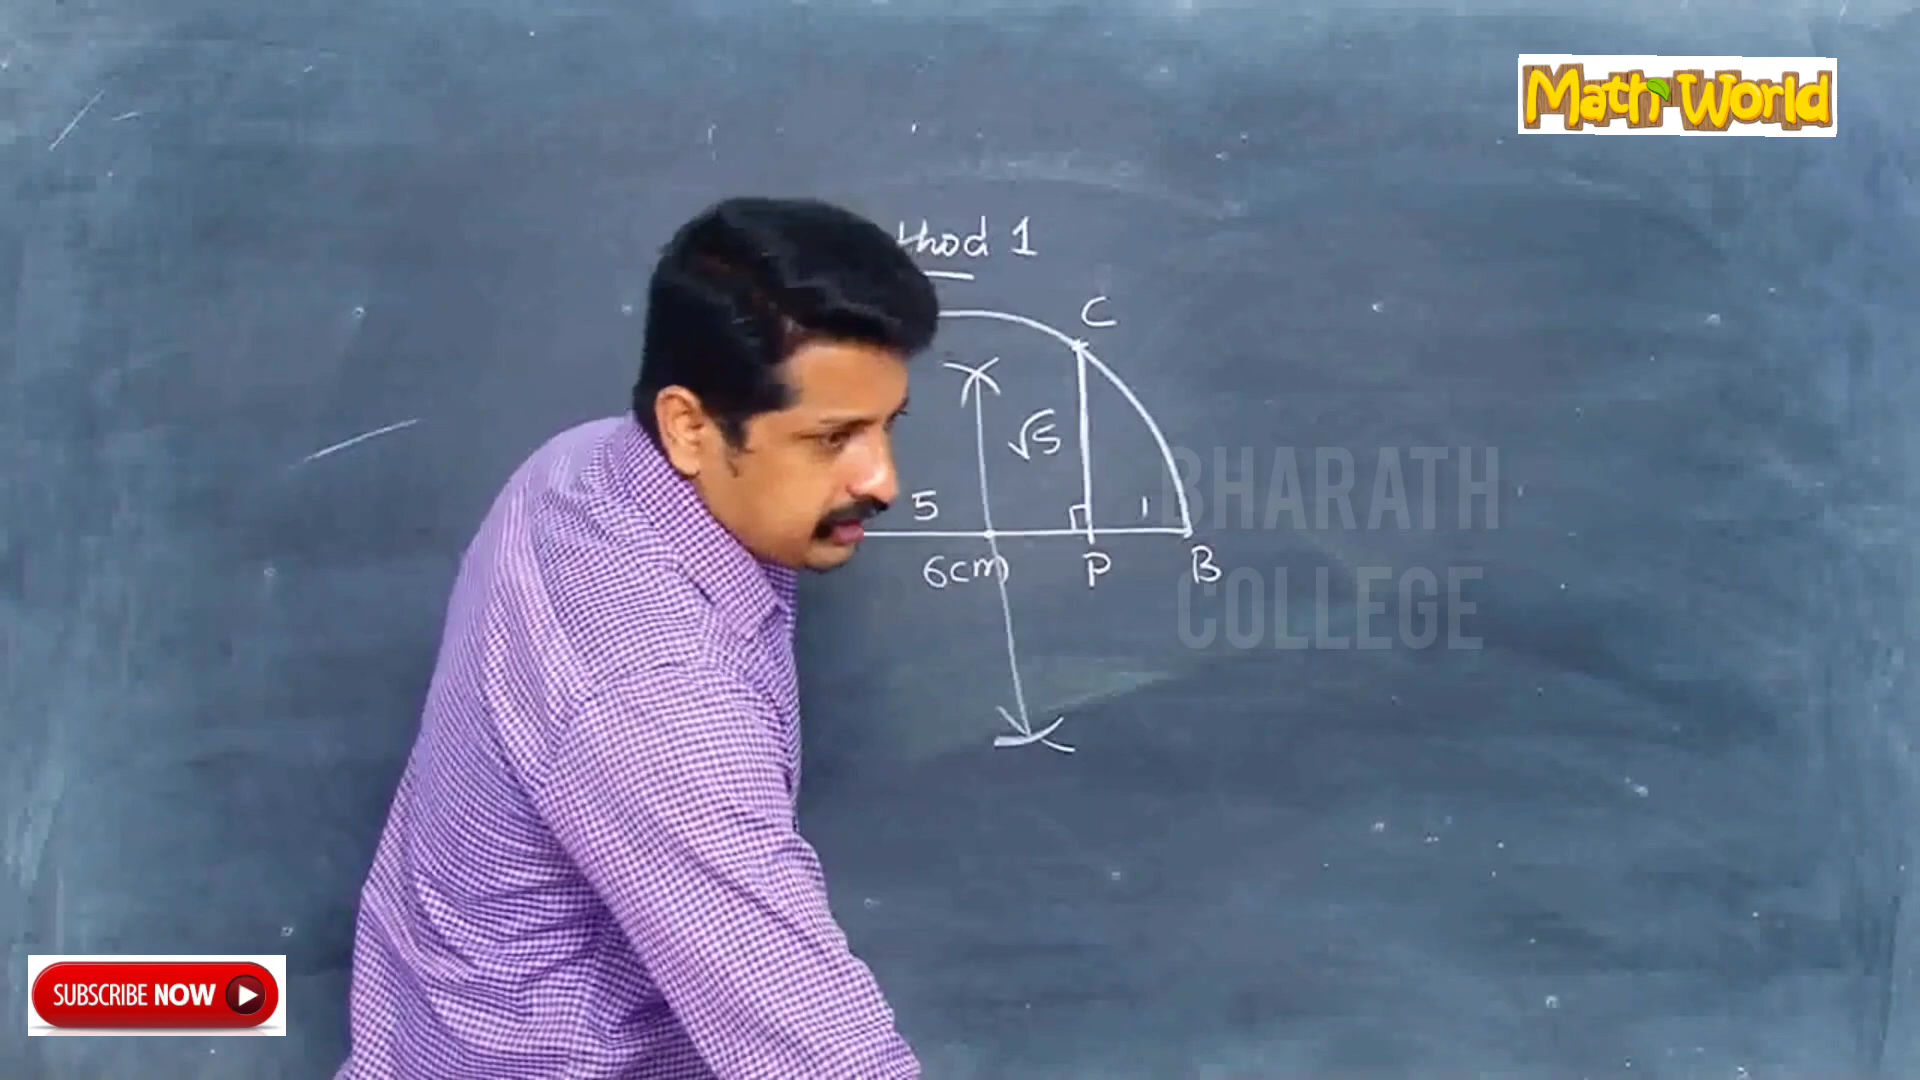 Math World
thod 1
C
√5
5
1
6cm
P
B
BHARATH
COLLEGE
SUBSCRIBE NOW